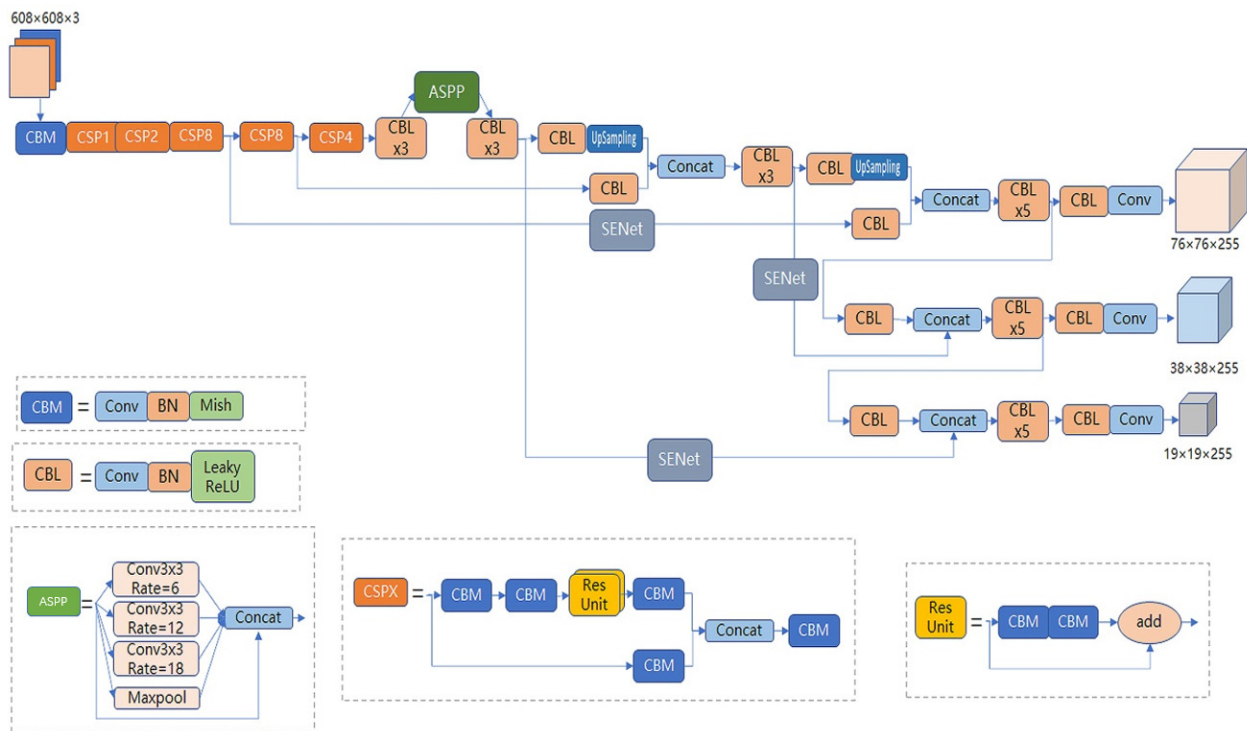 608×608×3
ASPP
CBM
CSP1
CSP2
CSP8
CSP8
CSP4
CBL
x3
CBL
x3
CBL
UpSampling
CBL
Concat
CBL
x3
CBL
UpSampling
SENet
CBL
Concat
CBL
x5
CBL
Conv
76×76×255
SENet
CBL
Concat
CBL
x5
CBL
Conv
38×38×255
CBL
Concat
CBL
x5
CBL
Conv
19×19×255
SENet
CBM
=
Conv
BN
Mish
CBL
=
Conv
BN
Leaky
ReLU
ASPP
=
Conv3x3
Rate=6
Conv3x3
Rate=12
Conv3x3
Rate=18
Maxpool
Concat
CSPX
=
CBM
CBM
Res
Unit
CBM
CBM
Concat
CBM
Res
Unit
=
CBM
CBM
add